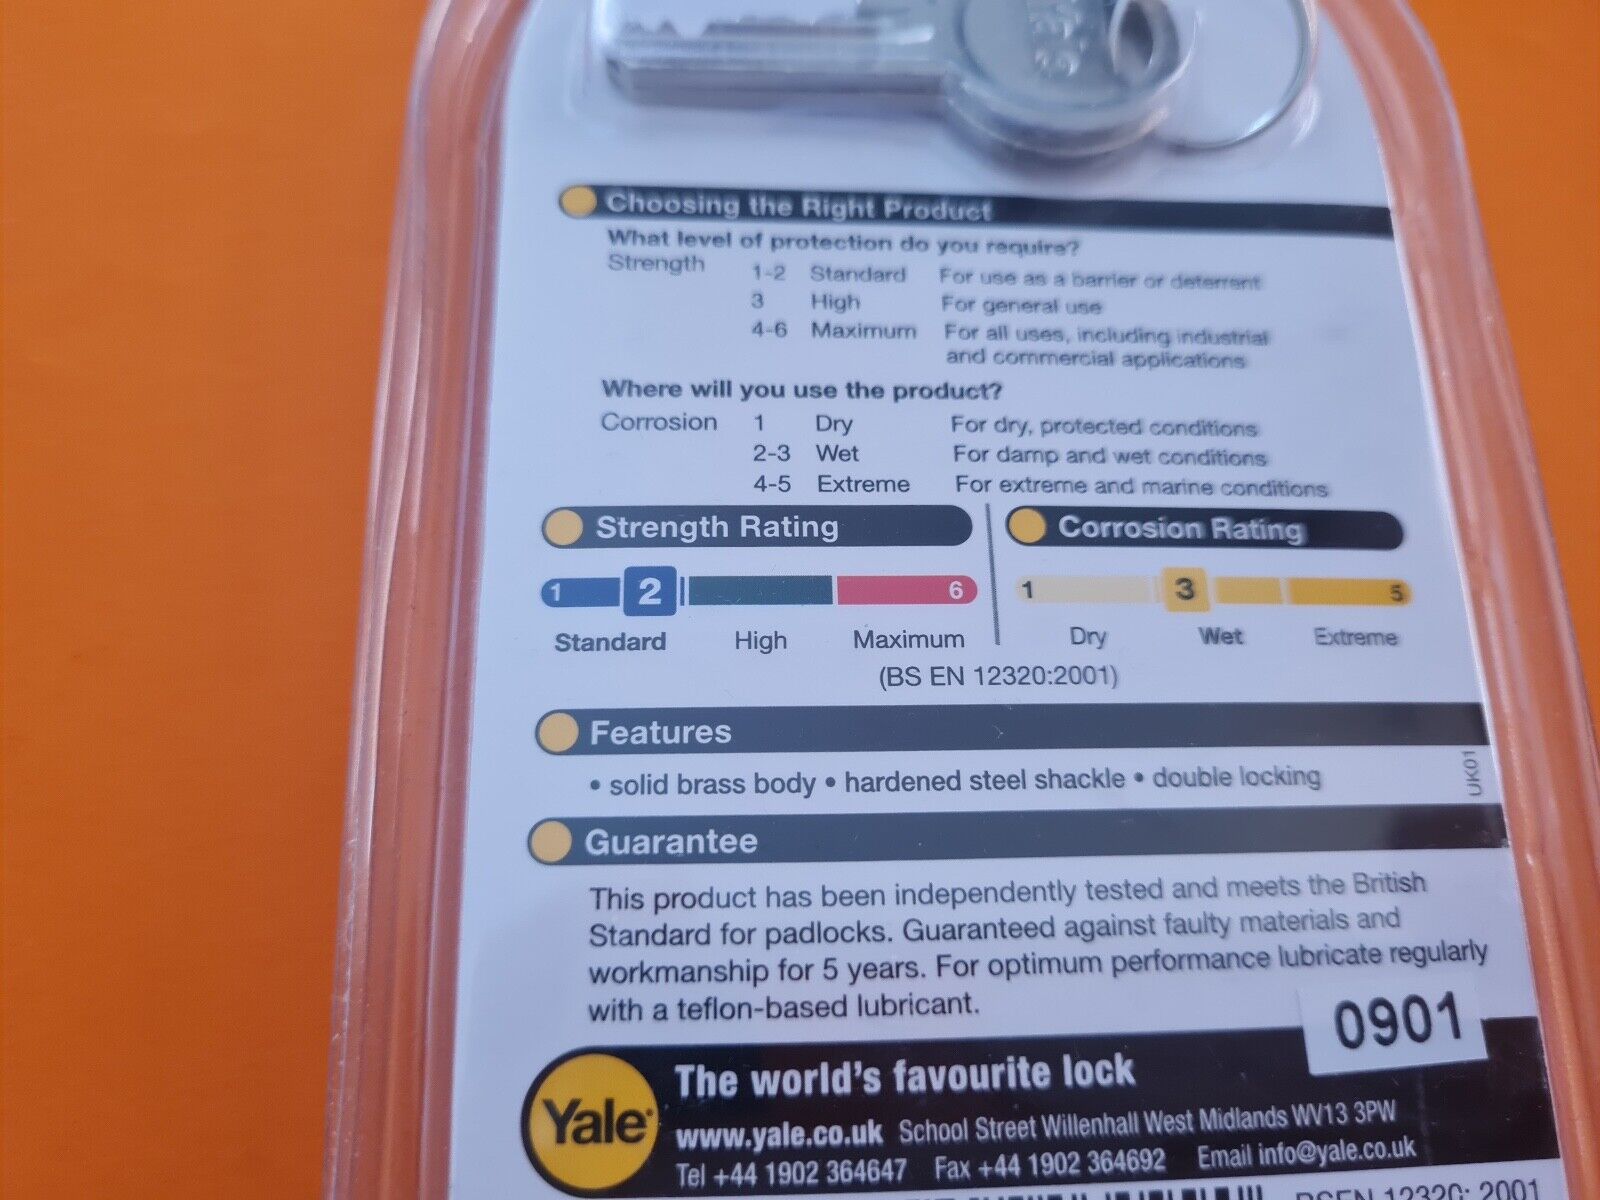 Choosing the Right Product
What level of protection do you require?
Strength 1-2 Standard For use as a barrier or deterrent
3 High For general use
4-6 Maximum For all uses, including industrial
and commercial applications
Where will you use the product?
Corrosion 1 Dry For dry, protected conditions
2-3 Wet For damp and wet conditions
4-5 Extreme For extreme and marine conditions
Strength Rating
1 2 6
Standard High Maximum
Corrosion Rating
1 3 5
Dry Wet Extreme
(BS EN 12320:2001)
Features
• solid brass body • hardened steel shackle • double locking
UK01
Guarantee
This product has been independently tested and meets the British
Standard for padlocks. Guaranteed against faulty materials and
workmanship for 5 years. For optimum performance lubricate regularly
with a teflon-based lubricant.
0901
Yale
The world's favourite lock
www.yale.co.uk School Street Willenhall West Midlands WV13 3PW
Tel +44 1902 364647 Fax +44 1902 364692 Email info@yale.co.uk
BSEN 12320: 2001